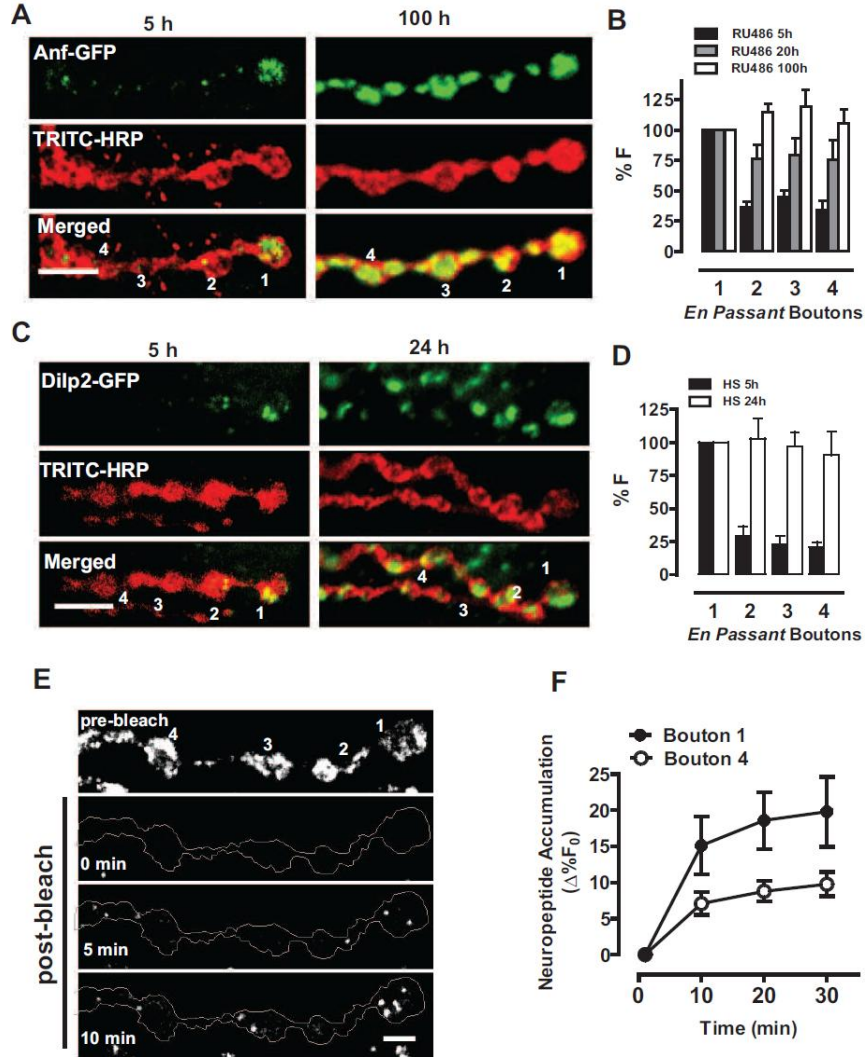 A
5 h
100 h
Anf-GFP
TRITC-HRP
Merged
4
3
2
1
4
3
2
1
B
RU486 5h
RU486 20h
RU486 100h
% F
125
100
75
50
25
0
1 2 3 4
En Passant Boutons
C
5 h
24 h
Dilp2-GFP
TRITC-HRP
Merged
4
3
2
1
4
3
2
1
D
HS 5h
HS 24h
% F
125
100
75
50
25
0
1 2 3 4
En Passant Boutons
E
pre-bleach
4
3
2
1
post-bleach
0 min
5 min
10 min
F
Bouton 1
Bouton 4
Neuropeptide Accumulation
(Δ%F0)
25
20
15
10
5
0
0 10 20 30
Time (min)